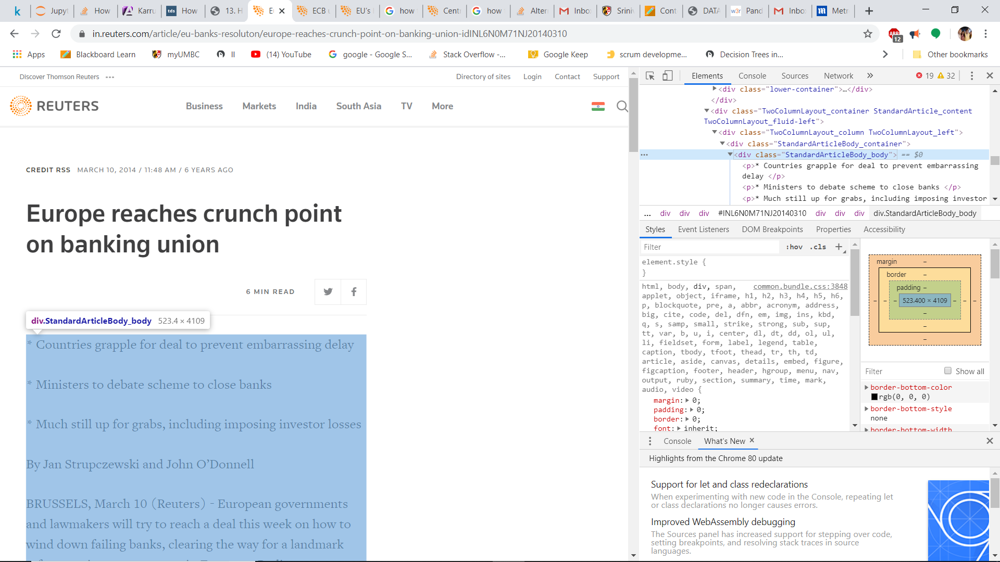 Jupyt
How
Karru
tds How
13. H
E
ECB u
EU's
how
Cent
how
Alter
Inbo
Srini
Cont
DATA
w3r Pand
Inbo
Metr
in.reuters.com/article/eu-banks-resoluton/europe-reaches-crunch-point-on-banking-union-idINL6N0M71NJ20140310
ABP 12
Apps Blackboard Learn myUMBC II (14) YouTube google - Google S... Stack Overflow -... Google Keep scrum developme... Decision Trees in... Other bookmarks
Discover Thomson Reuters Directory of sites Login Contact Support
REUTERS Business Markets India South Asia TV More
CREDIT RSS MARCH 10, 2014 / 11:48 AM / 6 YEARS AGO
Europe reaches crunch point
on banking union
6 MIN READ
div.StandardArticleBody_body 523.4 × 4109
* Countries grapple for deal to prevent embarrassing delay
* Ministers to debate scheme to close banks
* Much still up for grabs, including imposing investor losses
By Jan Strupczewski and John O'Donnell
BRUSSELS, March 10 (Reuters) - European governments
and lawmakers will try to reach a deal this week on how to
wind down failing banks, clearing the way for a landmark
Elements Console Sources Network » 19 32
<div class="lower-container">…</div>
</div>
<div class="TwoColumnLayout_container StandardArticle_content
TwoColumnLayout_fluid-left">
<div class="TwoColumnLayout_column TwoColumnLayout_left">
<div class="StandardArticleBody_container">
<div class="StandardArticleBody_body"> == $0
<p>* Countries grapple for deal to prevent embarrassing
delay </p>
<p>* Ministers to debate scheme to close banks </p>
<p>* Much still up for grabs, including imposing investor
... div div div #INL6N0M71NJ20140310 div div div div.StandardArticleBody_body
Styles Event Listeners DOM Breakpoints Properties Accessibility
Filter :hov .cls +
element.style {
}
html, body, div, span, common.bundle.css:3848
applet, object, iframe, h1, h2, h3, h4, h5, h6,
p, blockquote, pre, a, abbr, acronym, address,
big, cite, code, del, dfn, em, img, ins, kbd,
q, s, samp, small, strike, strong, sub, sup,
tt, var, b, u, i, center, dl, dt, dd, ol, ul,
li, fieldset, form, label, legend, table,
caption, tbody, tfoot, thead, tr, th, td,
article, aside, canvas, details, embed, figure,
figcaption, footer, header, hgroup, menu, nav,
output, ruby, section, summary, time, mark,
audio, video {
margin: 0;
padding: 0;
border: 0;
font: inherit;
margin –
border –
padding –
– – – 523.400 × 4109 – – –
–
–
–
Filter Show all
border-bottom-color
rgb(0, 0, 0)
border-bottom-style
none
border-bottom-width
Console What's New ×
Highlights from the Chrome 80 update
Support for let and class redeclarations
When experimenting with new code in the Console, repeating let
or class declarations no longer causes errors.
Improved WebAssembly debugging
The Sources panel has increased support for stepping over code,
setting breakpoints, and resolving stack traces in source
languages.